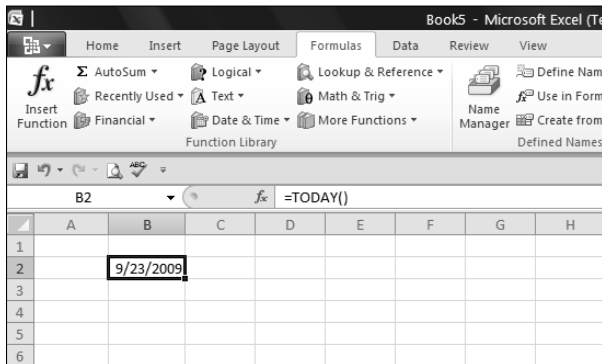 Book5 - Microsoft Excel (Te
Home Insert Page Layout Formulas Data Review View
fx Insert Function
Σ AutoSum
Recently Used
Financial
Logical
Text
Date & Time
Lookup & Reference
Math & Trig
More Functions
Function Library
Name Manager
Define Nam
Use in Form
Create from
Defined Names
ABC
B2 fx =TODAY()
A B C D E F G H
1
2 9/23/2009
3
4
5
6